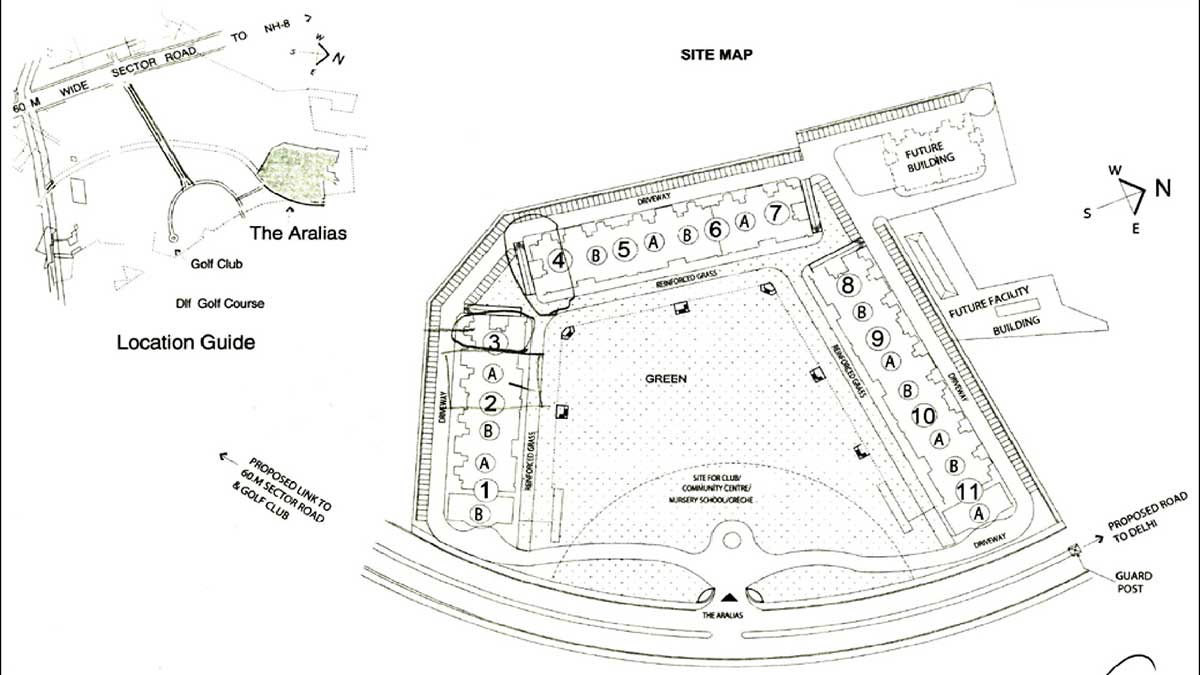 60 M WIDE SECTOR ROAD TO NH-8
W
S
N
E
The Aralias
Golf Club
Dlf Golf Course
Location Guide
SITE MAP
FUTURE
BUILDING
W
N
S
E
DRIVEWAY
4 B 5 A B 6 A 7
REINFORCED GRASS
3
A
2
B
A
1
B
DRIVEWAY
REINFORCED GRASS
GREEN
8
B
9
A
B
10
A
B
11
A
REINFORCED GRASS
DRIVEWAY
FUTURE FACILITY
BUILDING
SITE FOR CLUB/
COMMUNITY CENTRE/
NURSERY SCHOOL/CRECHE
PROPOSED LINK TO
60.M SECTOR ROAD
& GOLF CLUB
DRIVEWAY
PROPOSED ROAD
TO DELHI
GUARD
POST
THE ARALIAS